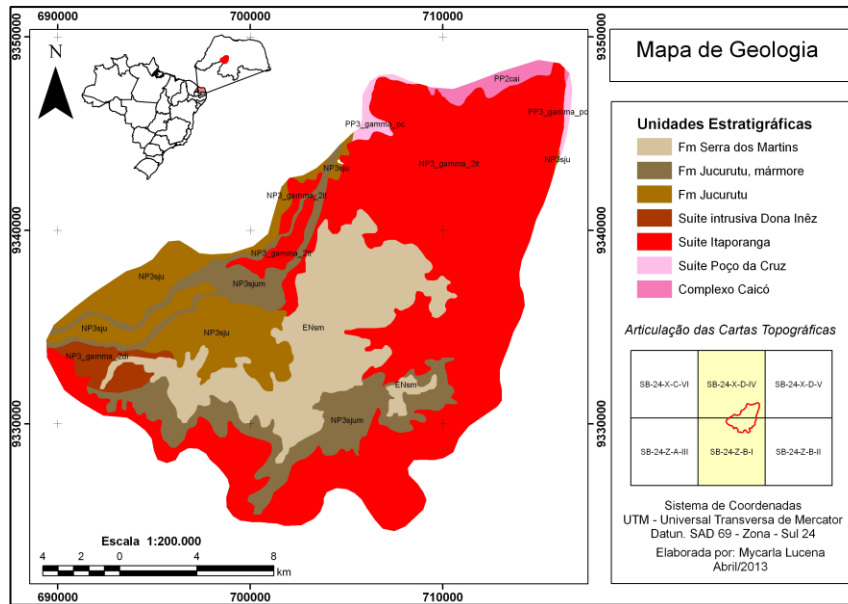 690000 700000 710000
9350000
9340000
9330000
9350000
9340000
9330000
N
PP2cai
PP3_gamma_pc
PP3_gamma_pc
NP3sju
NP3_gamma_2it
NP3sju
NP3_gamma_2it
NP3_gamma_2it
NP3sju
NP3sjum
NP3sju
NP3sju
ENsm
NP3_gamma_2di
ENsm
NP3sjum
Escala 1:200.000
4 2 0 4 8
km
690000 700000 710000
Mapa de Geologia
Unidades Estratigráficas
Fm Serra dos Martins
Fm Jucurutu, mármore
Fm Jucurutu
Suite intrusiva Dona Inêz
Suíte Itaporanga
Suíte Poço da Cruz
Complexo Caicó
Articulação das Cartas Topográficas
SB-24-X-C-VI SB-24-X-D-IV SB-24-X-D-V
SB-24-Z-A-III SB-24-Z-B-I SB-24-Z-B-II
Sistema de Coordenadas
UTM - Universal Transversa de Mercator
Datun. SAD 69 - Zona - Sul 24
Elaborada por: Mycarla Lucena
Abril/2013